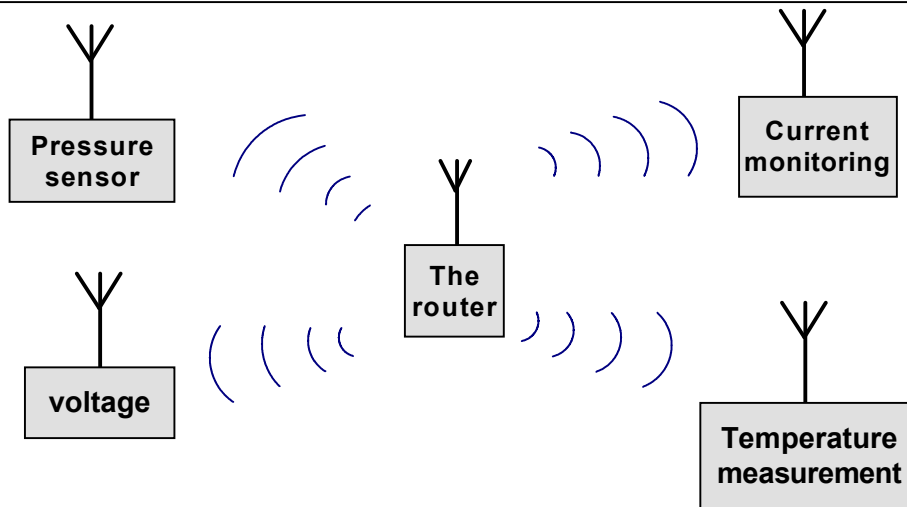 Pressure
sensor
Current
monitoring
The
router
voltage
Temperature
measurement